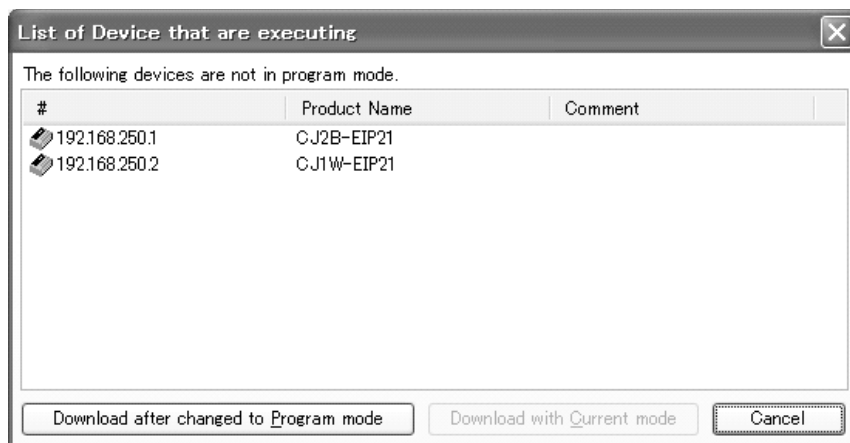 List of Device that are executing
The following devices are not in program mode.
# Product Name Comment
192.168.250.1 CJ2B-EIP21
192.168.250.2 CJ1W-EIP21
Download after changed to Program mode Download with Current mode Cancel